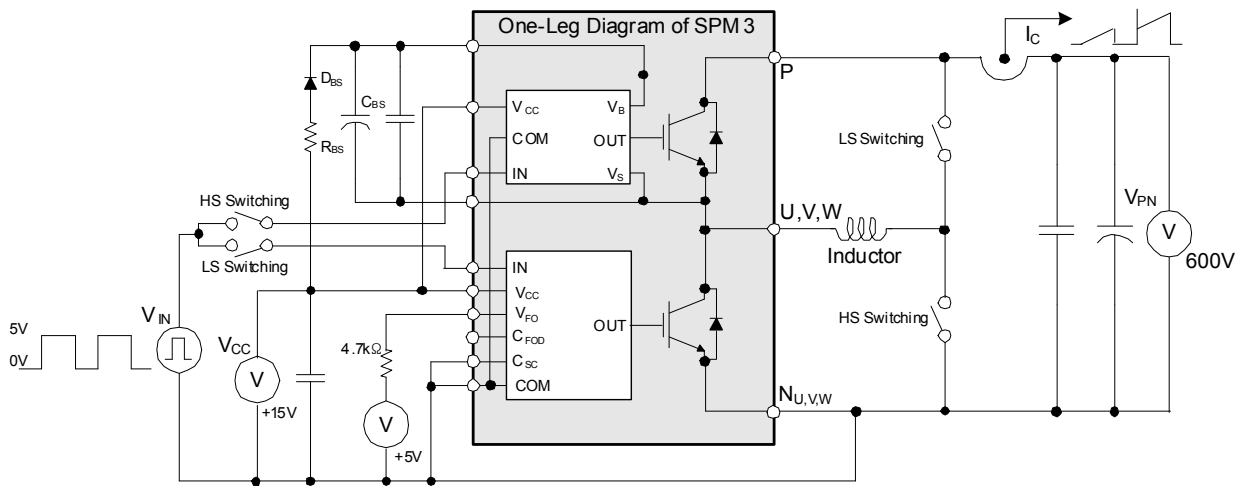 One-Leg Diagram of SPM 3
I_C
P
D_BS
C_BS
R_BS
V_CC
V_B
COM
OUT
IN
V_S
LS Switching
HS Switching
LS Switching
U,V,W
Inductor
V_PN
V
600V
IN
V_CC
V_FO
C_FOD
C_SC
COM
OUT
HS Switching
5V
0V
V_IN
V_CC
V
+15V
4.7kΩ
V
+5V
N_U,V,W